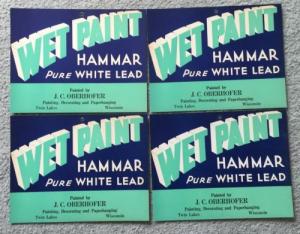 WET PAINT
HAMMAR
PURE WHITE LEAD
Painted by
J. C. OBERHOFER
Painting, Decorating and Paperhanging
Twin Lakes Wisconsin
WET PAINT
HAMMAR
PURE WHITE LEAD
Painted by
J. C. OBERHOFER
Painting, Decorating and Paperhanging
Twin Lakes Wisconsin
WET PAINT
HAMMAR
PURE WHITE LEAD
Painted by
J. C. OBERHOFER
Painting, Decorating and Paperhanging
Twin Lakes Wisconsin
WET PAINT
HAMMAR
PURE WHITE LEAD
Painted by
J. C. OBERHOFER
Painting, Decorating and Paperhanging
Twin Lakes Wisconsin